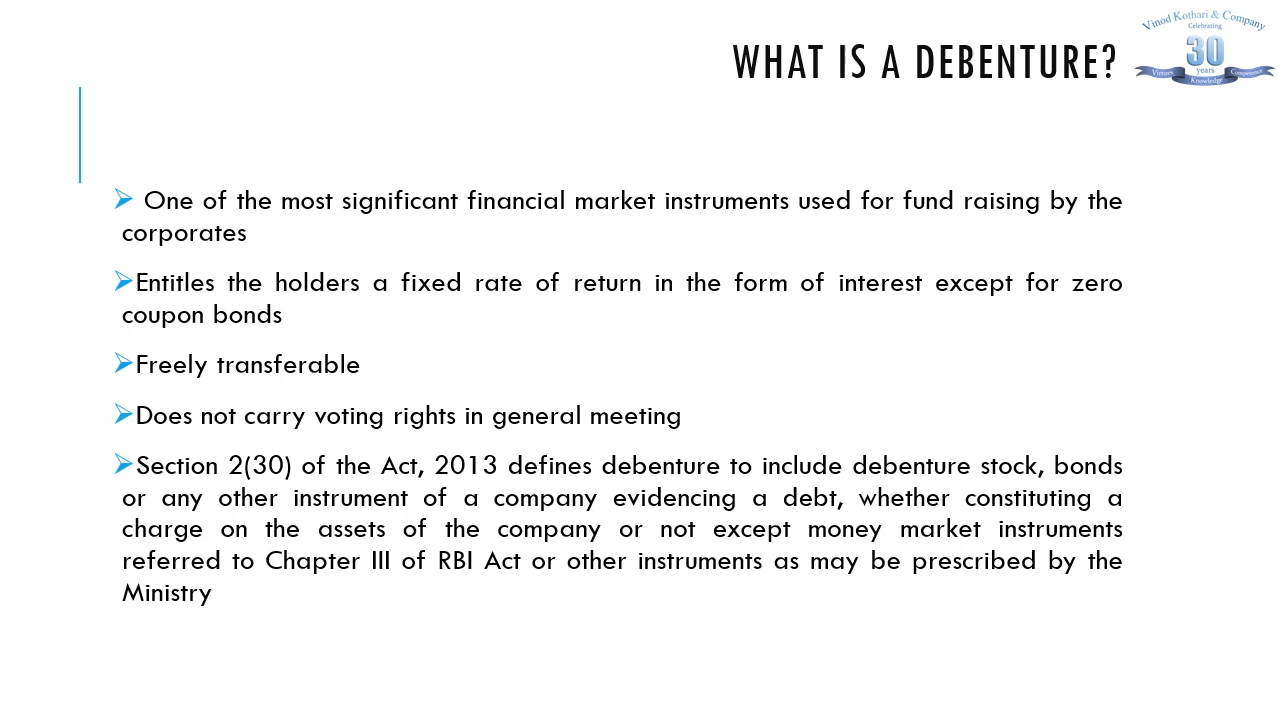 WHAT IS A DEBENTURE?
Vinod Kothari & Company
Celebrating
30
years
Virtues Knowledge Competence
➢ One of the most significant financial market instruments used for fund raising by the
corporates
➢Entitles the holders a fixed rate of return in the form of interest except for zero
coupon bonds
➢Freely transferable
➢Does not carry voting rights in general meeting
➢Section 2(30) of the Act, 2013 defines debenture to include debenture stock, bonds
or any other instrument of a company evidencing a debt, whether constituting a
charge on the assets of the company or not except money market instruments
referred to Chapter III of RBI Act or other instruments as may be prescribed by the
Ministry